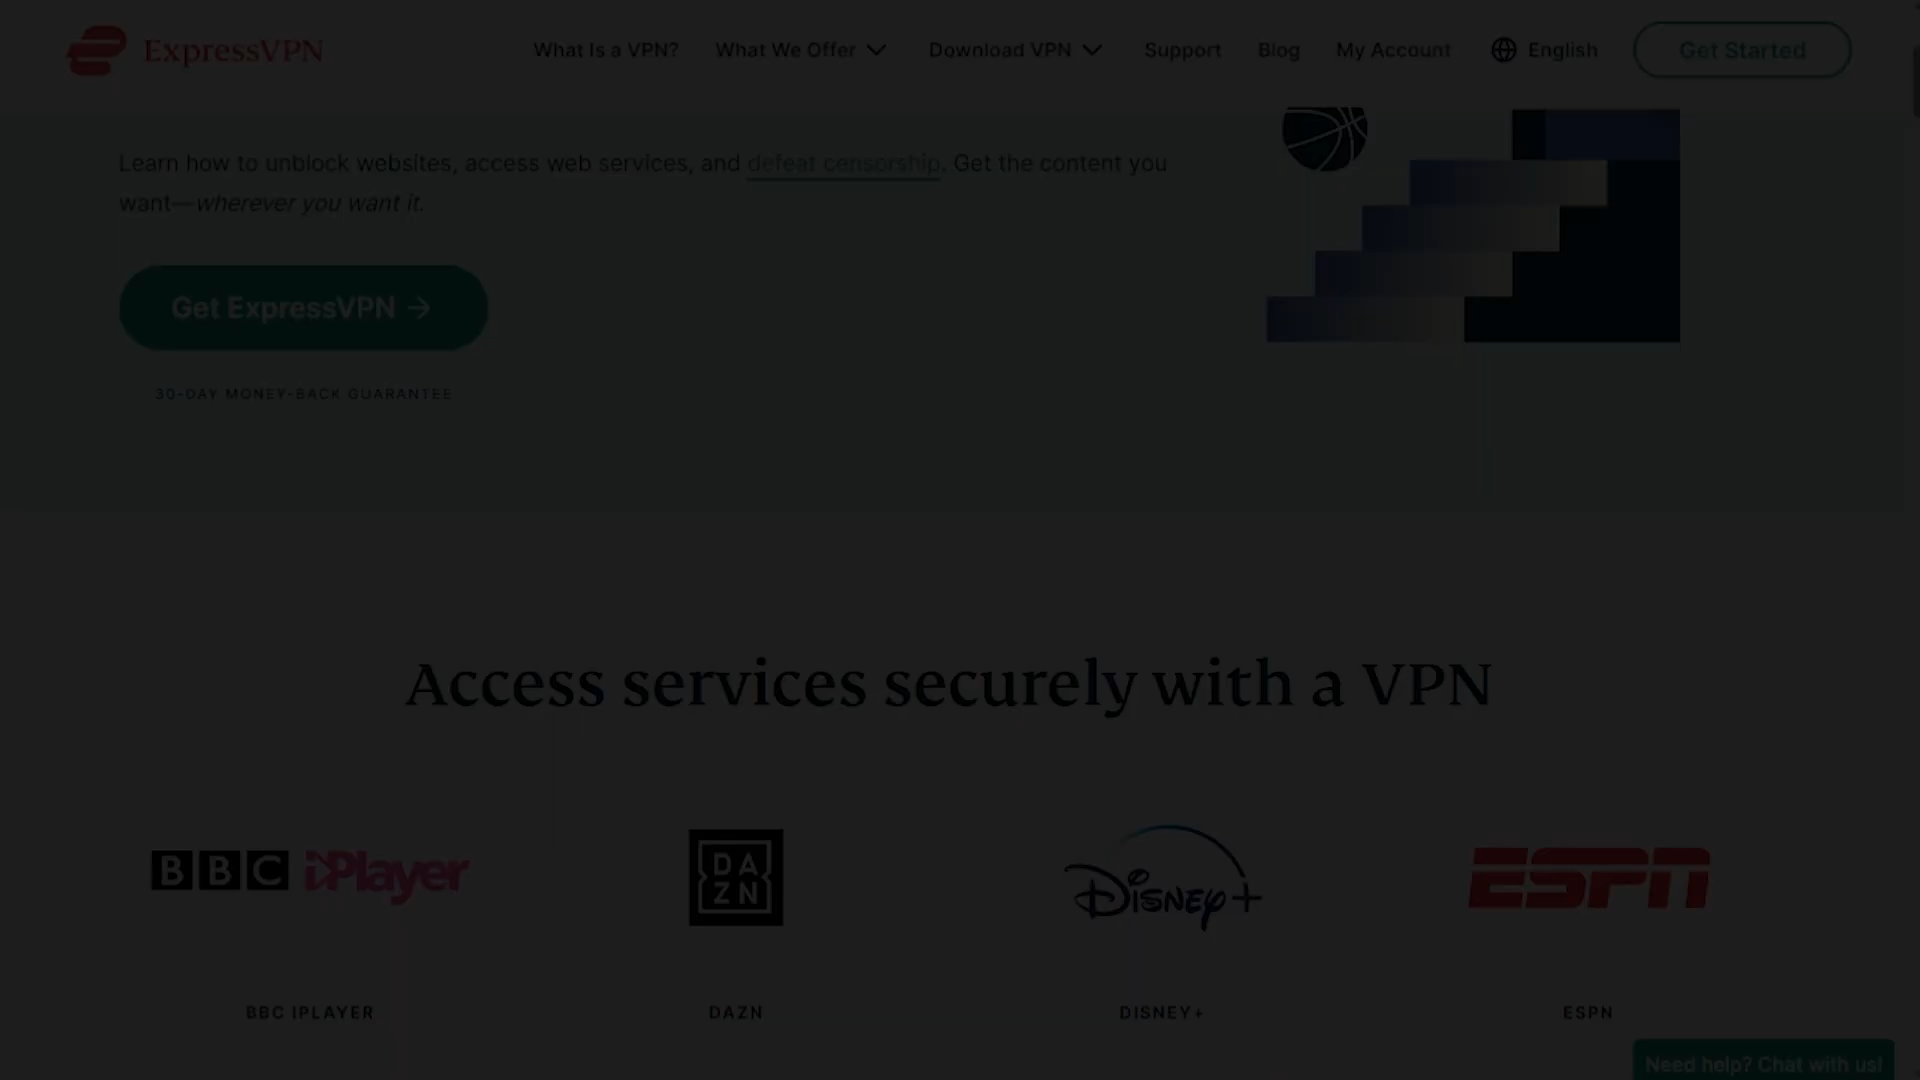 ExpressVPN
What Is a VPN?
What We Offer
Download VPN
Support
Blog
My Account
English
Get Started
Learn how to unblock websites, access web services, and defeat censorship. Get the content you
want—wherever you want it.
Get ExpressVPN →
30-DAY MONEY-BACK GUARANTEE
Access services securely with a VPN
BBC iPlayer
DA
ZN
Disney+
ESPN
BBC IPLAYER
DAZN
DISNEY+
ESPN
Need help? Chat with us!